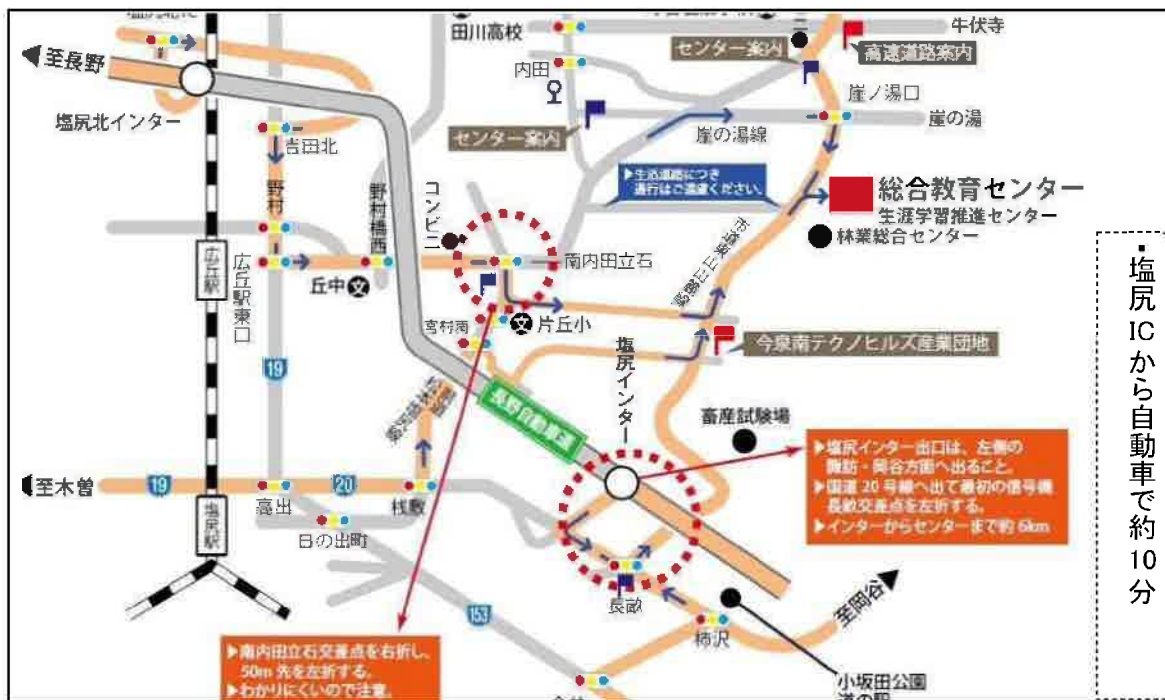 田川高校
牛伏寺
センター案内
高速道路案内
至長野
内田
崖ノ湯口
塩尻北インター
吉田北
センター案内
崖の湯線
崖の湯
▶生活道路につき
通行はご遠慮ください。
総合教育センター
生涯学習推進センター
林業総合センター
野村
野村橋西
コンビニ
広丘駅
広丘駅東口
丘中
文
南内田立石
宮村南
文
片丘小
塩尻インター
今泉南テクノヒルズ産業団地
19
長野自動車道
畜産試験場
▶塩尻インター出口は、左側の
諏訪・岡谷方面へ出ること。
▶国道20号線へ出て最初の信号機
長畝交差点を左折する。
▶インターからセンターまで約6km
至木曽
19
20
高出
桟敷
日の出町
塩尻駅
長畝
至岡谷
153
柿沢
▶南内田立石交差点を右折し、
50m先を左折する。
▶わかりにくいので注意。
小坂田公園
道の駅
・塩尻ICから自動車で約10分